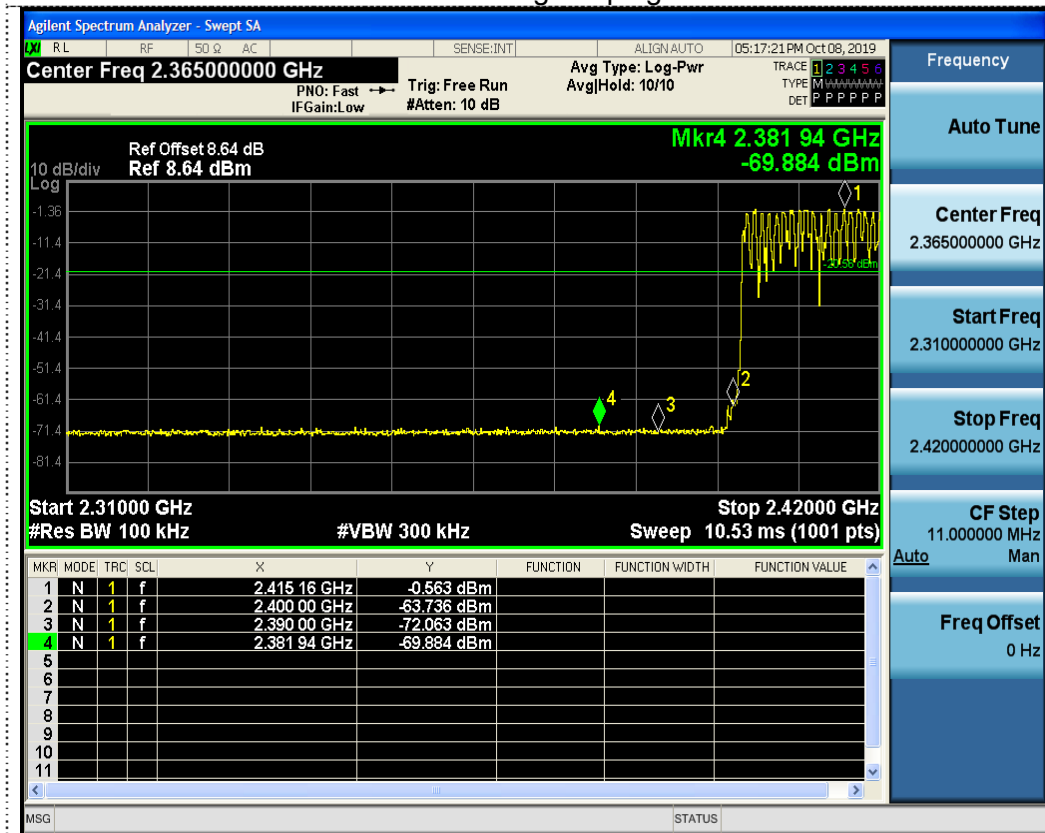 Agilent Spectrum Analyzer - Swept SA
LXI RL RF 50 Ω AC SENSE:INT ALIGN AUTO 05:17:21 PM Oct 08, 2019
Center Freq 2.365000000 GHz
PNO: Fast
IFGain:Low
Trig: Free Run
#Atten: 10 dB
Avg Type: Log-Pwr
Avg|Hold: 10/10
TRACE 1 2 3 4 5 6
TYPE M
DET P P P P P P
Frequency
Mkr4 2.381 94 GHz
-69.884 dBm
Ref Offset 8.64 dB
10 dB/div Ref 8.64 dBm
Log
-1.36
-11.4
-21.4
-31.4
-41.4
-51.4
-61.4
-71.4
-81.4
1
-20.56 dBm
2
3
4
Start 2.31000 GHz Stop 2.42000 GHz
#Res BW 100 kHz #VBW 300 kHz Sweep 10.53 ms (1001 pts)
MKR MODE TRC SCL X Y FUNCTION FUNCTION WIDTH FUNCTION VALUE
1 N 1 f 2.415 16 GHz -0.563 dBm
2 N 1 f 2.400 00 GHz -63.736 dBm
3 N 1 f 2.390 00 GHz -72.063 dBm
4 N 1 f 2.381 94 GHz -69.884 dBm
5
6
7
8
9
10
11
MSG STATUS
Auto Tune
Center Freq
2.365000000 GHz
Start Freq
2.310000000 GHz
Stop Freq
2.420000000 GHz
CF Step
11.000000 MHz
Auto Man
Freq Offset
0 Hz